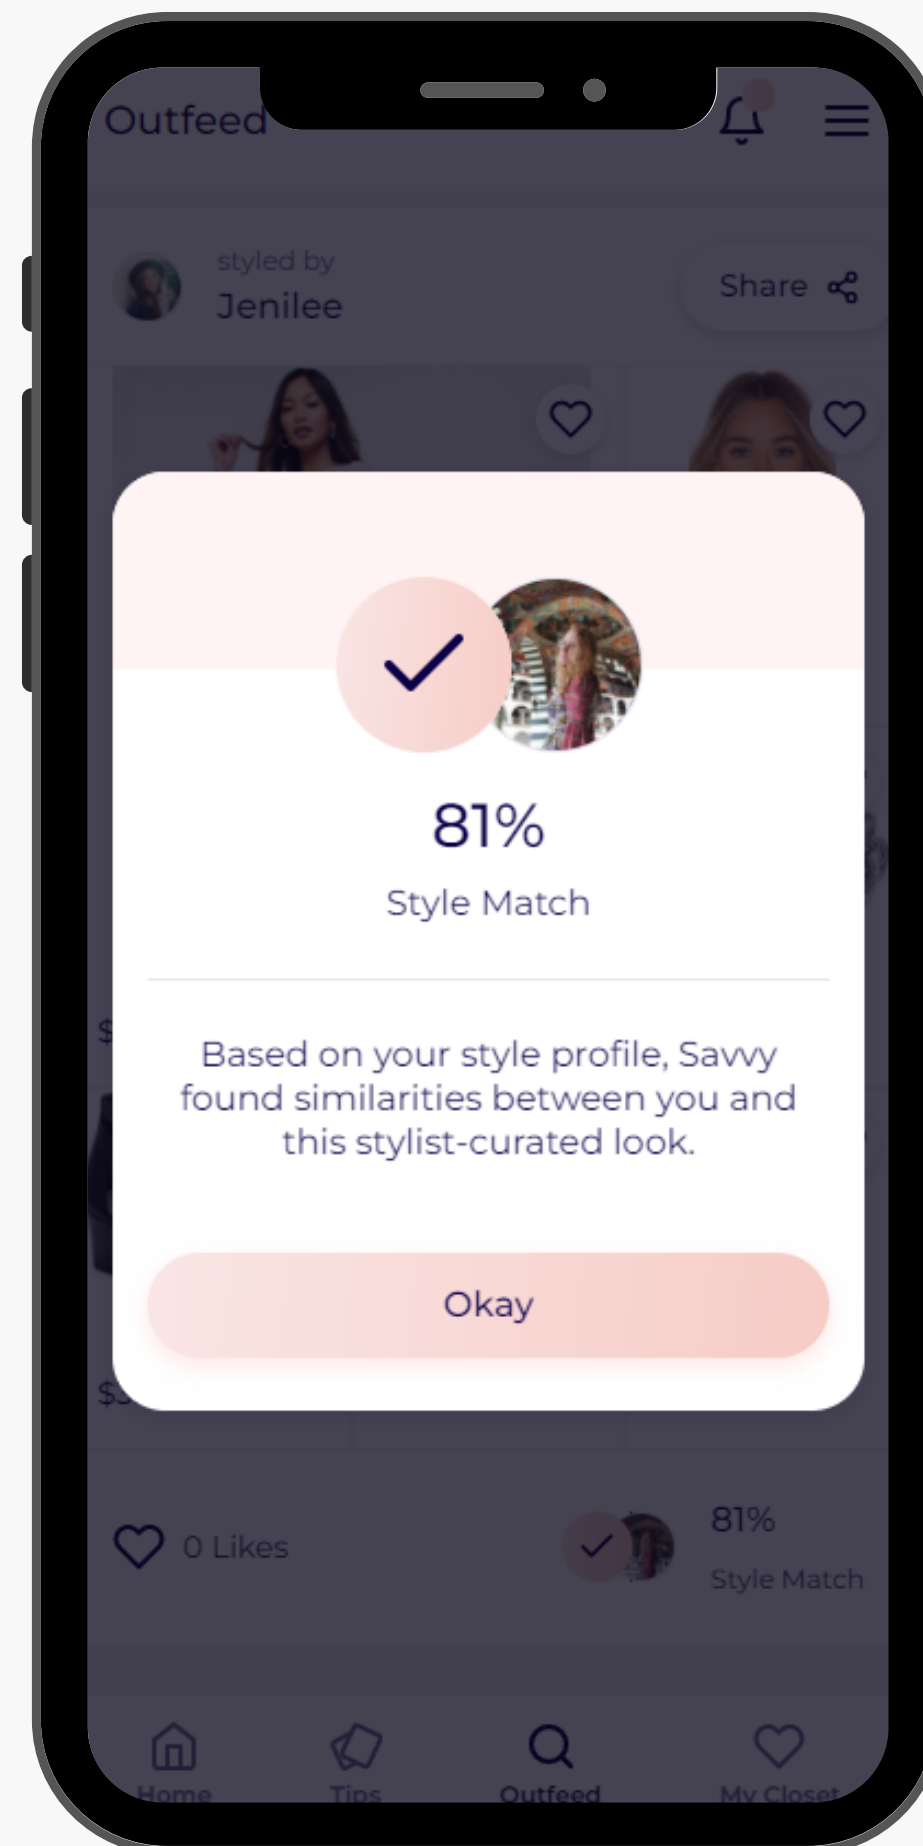 Outfeed
styled by
Jenilee
Share
81%
Style Match
Based on your style profile, Savvy
found similarities between you and
this stylist-curated look.
Okay
$
0 Likes
81%
Style Match
Home
Tips
Outfeed
My Closet